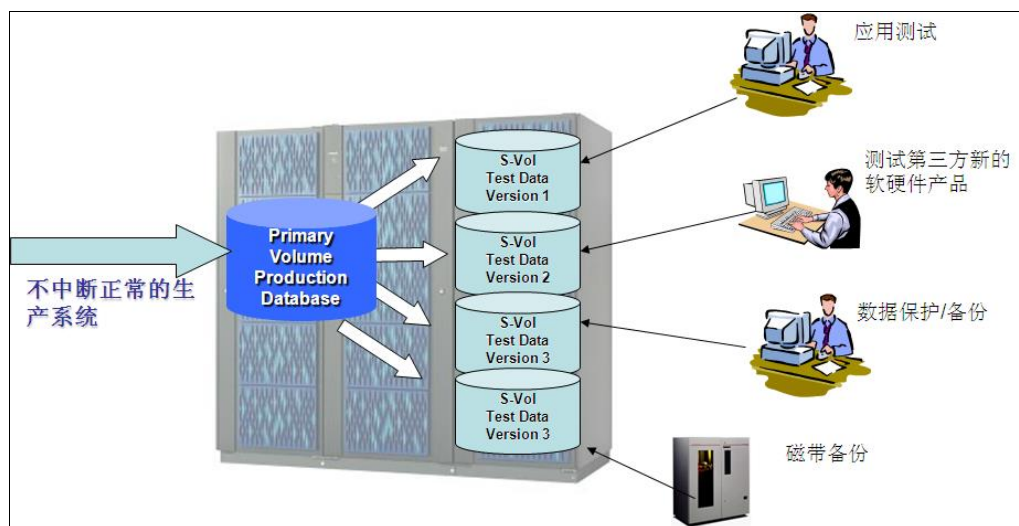 应用测试
S-Vol
Test Data
Version 1
测试第三方新的
软硬件产品
Primary
Volume
Production
Database
S-Vol
Test Data
Version 2
不中断正常的生
产系统
S-Vol
Test Data
Version 3
数据保护/备份
S-Vol
Test Data
Version 3
磁带备份